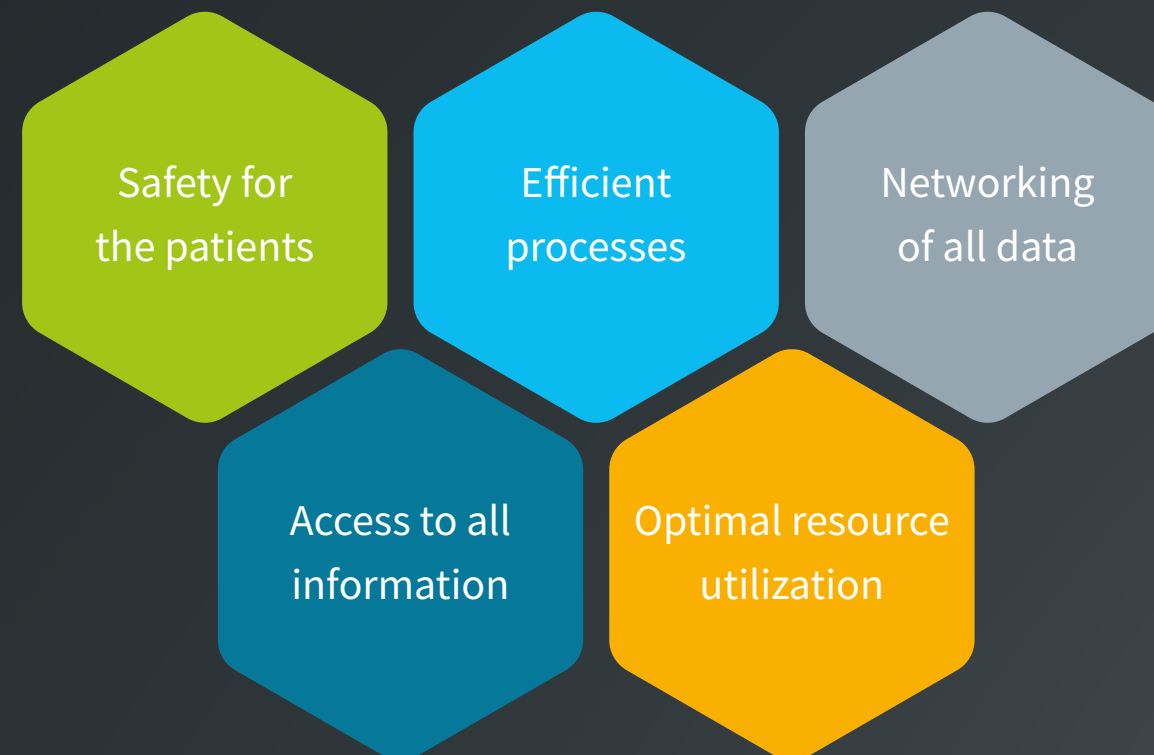 Safety for
the patients
Efficient
processes
Networking
of all data
Access to all
information
Optimal resource
utilization